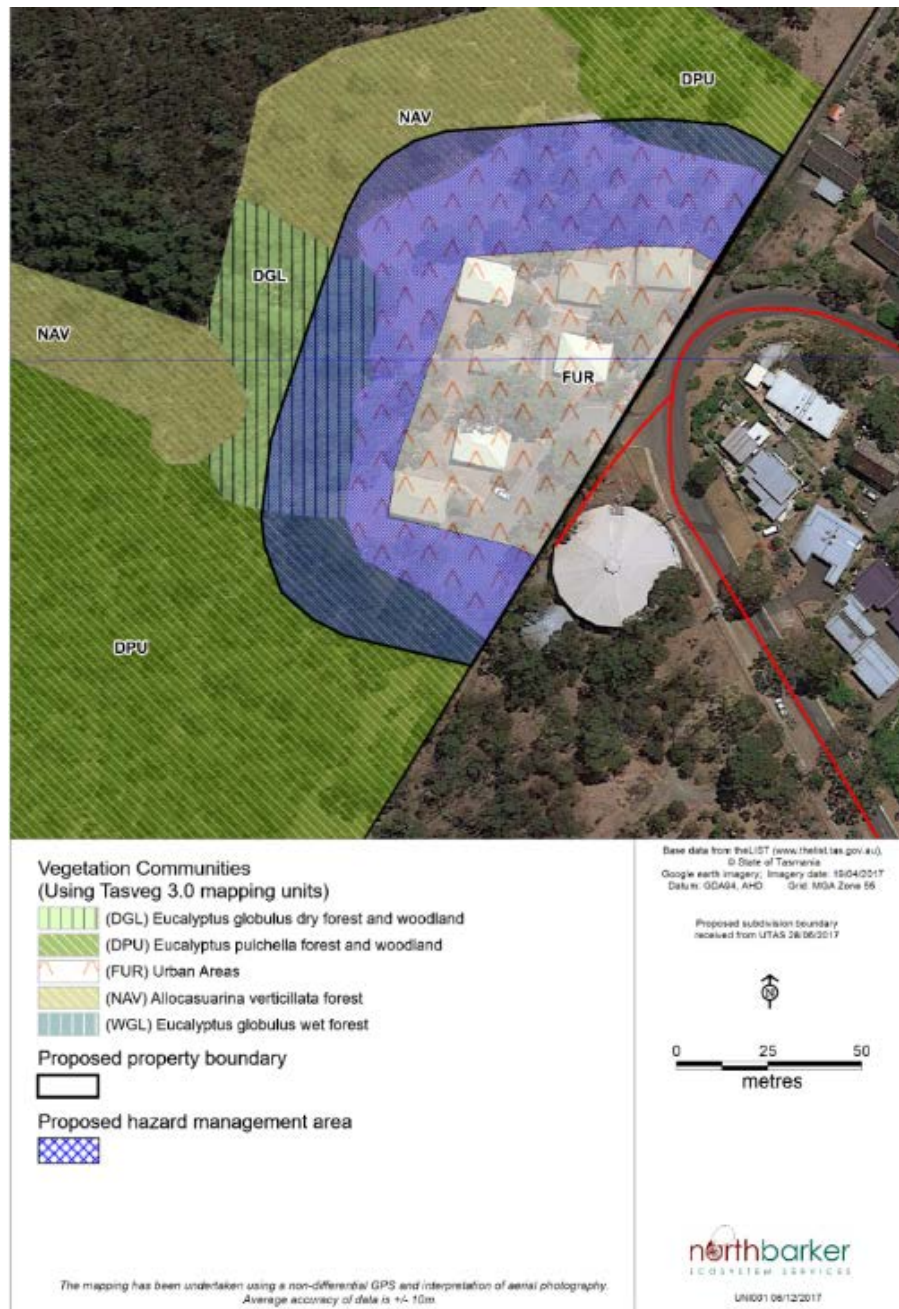 DPU
NAV
DGL
NAV
FUR
DPU
Vegetation Communities
(Using Tasveg 3.0 mapping units)
(DGL) Eucalyptus globulus dry forest and woodland
(DPU) Eucalyptus pulchella forest and woodland
(FUR) Urban Areas
(NAV) Allocasuarina verticillata forest
(WGL) Eucalyptus globulus wet forest
Proposed property boundary
Proposed hazard management area
The mapping has been undertaken using a non-differential GPS and interpretation of aerial photography.
Average accuracy of data is +/- 10m.
Base data from theLIST (www.thelist.tas.gov.au),
© State of Tasmania
Google earth imagery; Imagery date: 19/04/2017
Datum: GDA94, AHD Grid: MGA Zone 55
Proposed subdivision boundary
received from UTAS 28/06/2017
N
0 25 50
metres
northbarker
ECOSYSTEM SERVICES
UNI001 06/12/2017